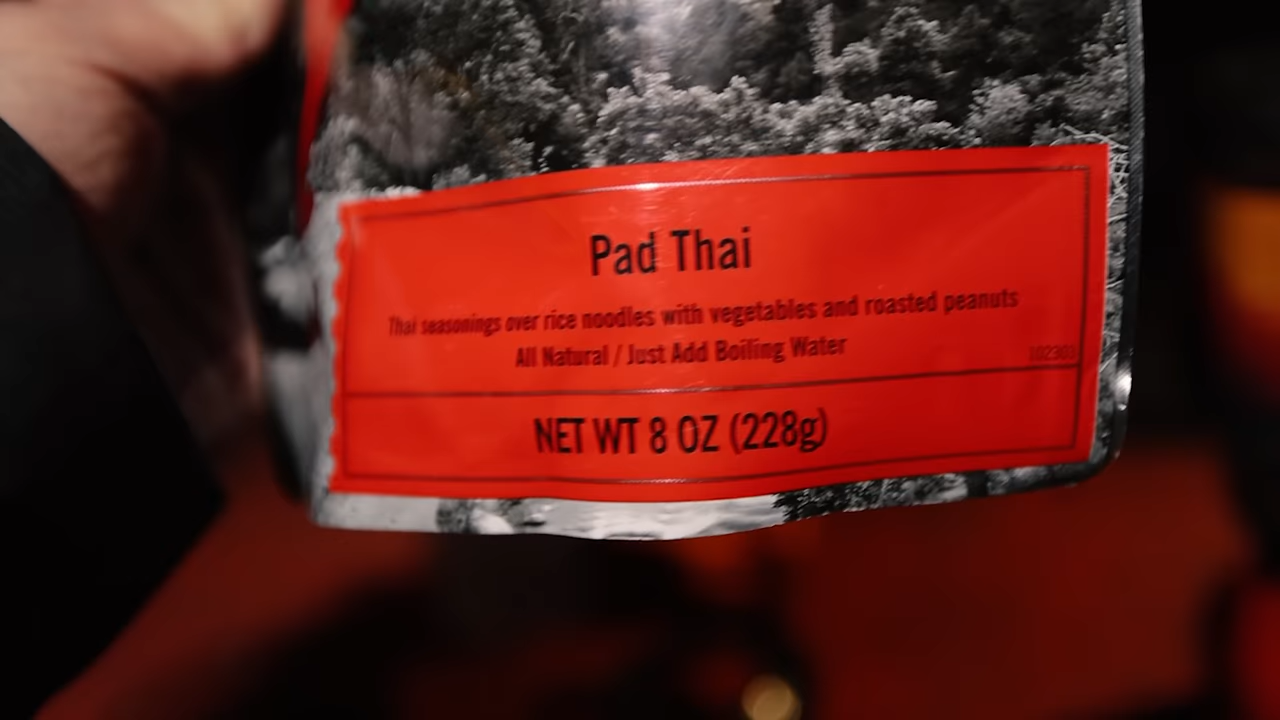 Pad Thai
Thai seasonings over rice noodles with vegetables and roasted peanuts
All Natural / Just Add Boiling Water
102303
NET WT 8 OZ (228g)